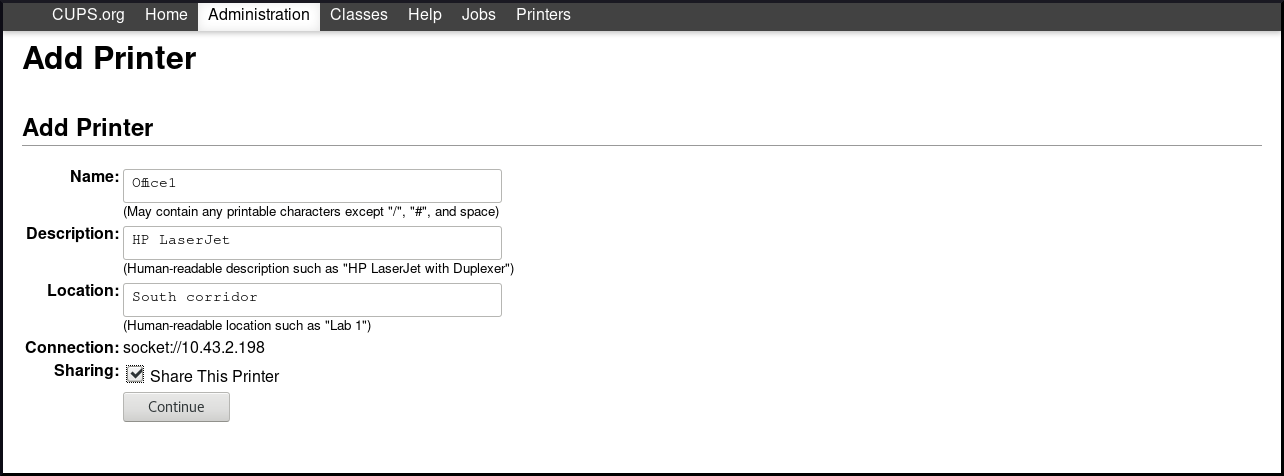 CUPS.org Home Administration Classes Help Jobs Printers
Add Printer
Add Printer
Name: Office1
(May contain any printable characters except "/", "#", and space)
Description: HP LaserJet
(Human-readable description such as "HP LaserJet with Duplexer")
Location: South corridor
(Human-readable location such as "Lab 1")
Connection: socket://10.43.2.198
Sharing: Share This Printer
Continue